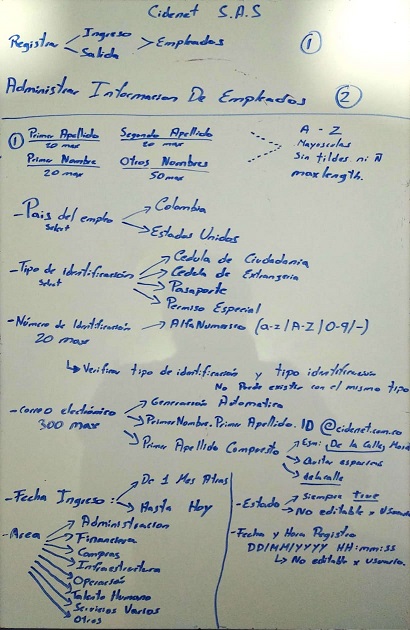 Cidenet S.A.S
Registrar Ingreso Empleados 1
Salida
Administrar Informacion De Empleados 2
1 Primer Apellido Segundo Apellido A - Z
20 max 20 max Mayusculas
Primer Nombre Otros Nombres Sin tildes ni Ñ
20 max 50 max max length.
- Pais del empleo Colombia
select Estados Unidos
- Tipo de identificación Cedula de Ciudadania
select Cedula de Extrangeria
Pasaporte
Permiso Especial
- Número de Identificación AlfaNumerico (a-z/A-Z/0-9/-)
20 max
Verificar tipo de identificación y tipo identificacion
No Puede existir con el mismo tipo
- Correo electónico Generación Automatica
300 max PrimerNombre.Primer Apellido.ID@cidenet.com.co
Primer Apellido Compuesto De la Calle,
Quitar espacios
delacalle
- Fecha Ingreso: De 1 Mes Atras
Hasta Hoy
- Area Administracion
Financiera
Compras
Infraestructura
Operación
Talento Humano
Servicios Varios
Otros
- Estado Siempre true
No editable x Usuario
- Fecha y Hora Registro
DD/MM/YYYY HH:mm:ss
No editable x usuario.